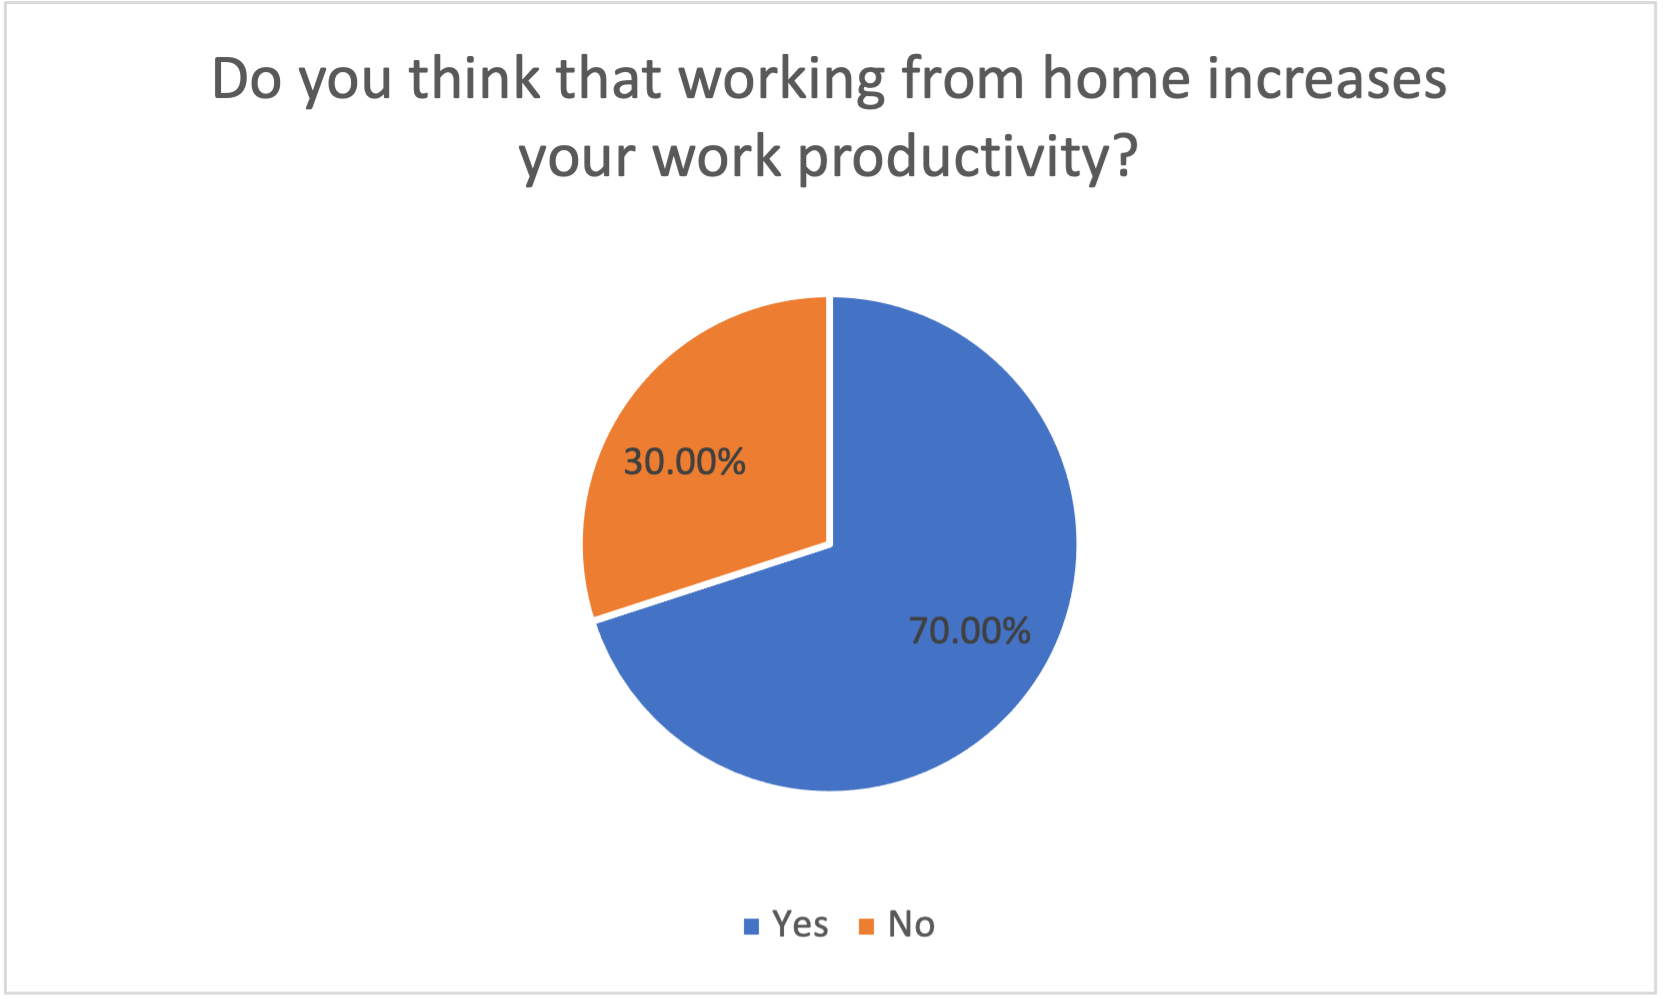 Do you think that working from home increases
your work productivity?
30.00%
70.00%
Yes No